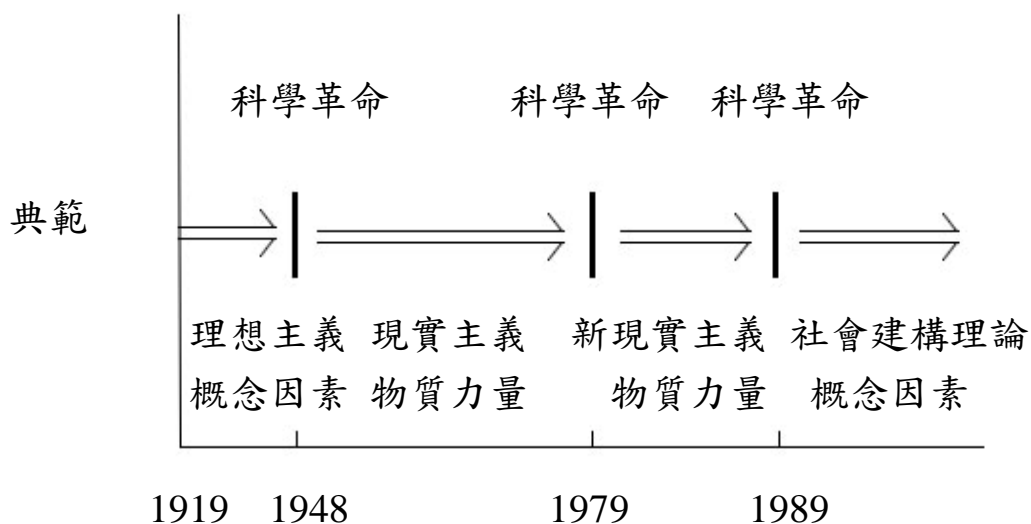 科學革命 科學革命 科學革命
典範
理想主義 現實主義 新現實主義 社會建構理論
概念因素 物質力量 物質力量 概念因素
1919 1948 1979 1989